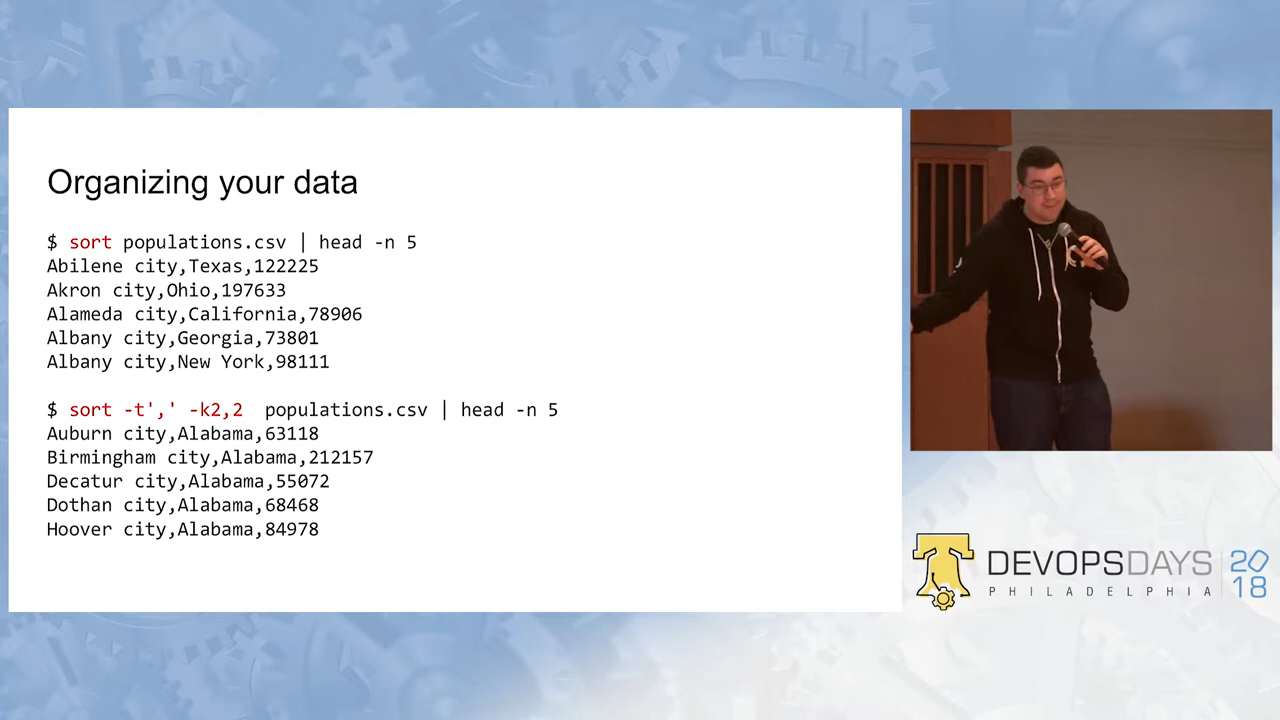 Organizing your data
$ sort populations.csv | head -n 5
Abilene city,Texas,122225
Akron city,Ohio,197633
Alameda city,California,78906
Albany city,Georgia,73801
Albany city,New York,98111
$ sort -t',' -k2,2  populations.csv | head -n 5
Auburn city,Alabama,63118
Birmingham city,Alabama,212157
Decatur city,Alabama,55072
Dothan city,Alabama,68468
Hoover city,Alabama,84978
DEVOPSDAYS
PHILADELPHIA
20
18